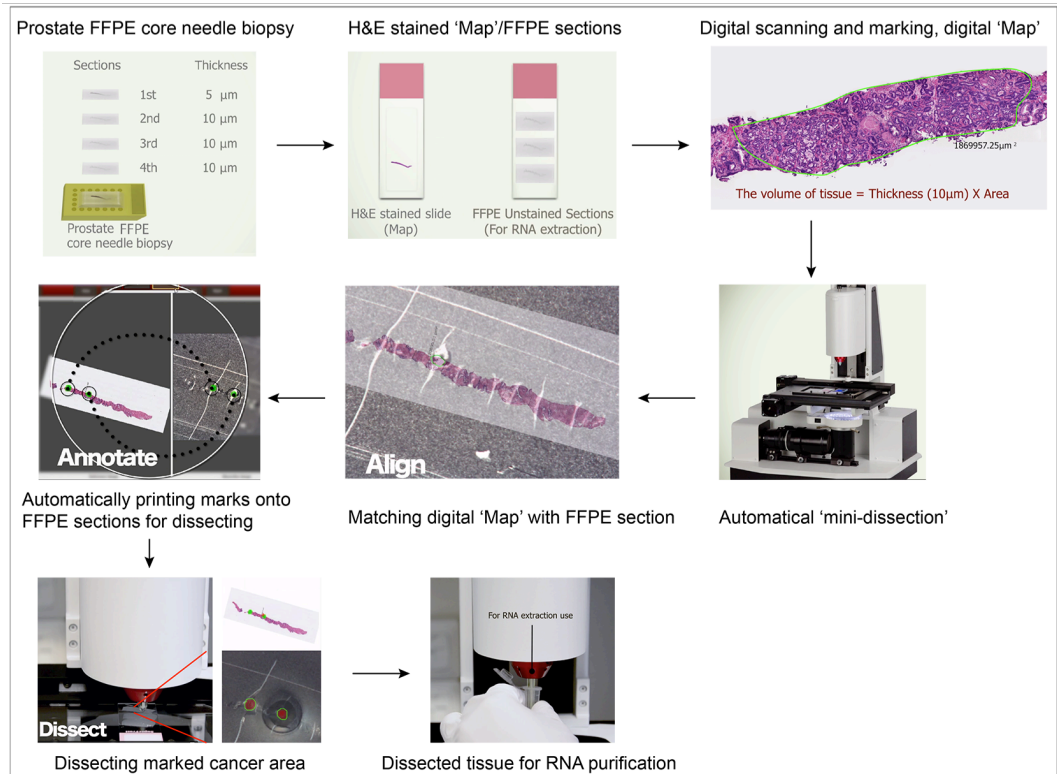 Prostate FFPE core needle biopsy
Sections Thickness
1st 5 μm
2nd 10 μm
3rd 10 μm
4th 10 μm
Prostate FFPE
core needle biopsy
H&E stained ‘Map’/FFPE sections
H&E stained slide
(Map)
FFPE Unstained Sections
(For RNA extraction)
Digital scanning and marking, digital ‘Map’
1869957.25μm ²
The volume of tissue = Thickness (10μm) X Area
Annotate
Automatically printing marks onto
FFPE sections for dissecting
Align
Matching digital ‘Map’ with FFPE section
Automatical ‘mini-dissection’
Dissect
Dissecting marked cancer area
For RNA extraction use
Dissected tissue for RNA purification